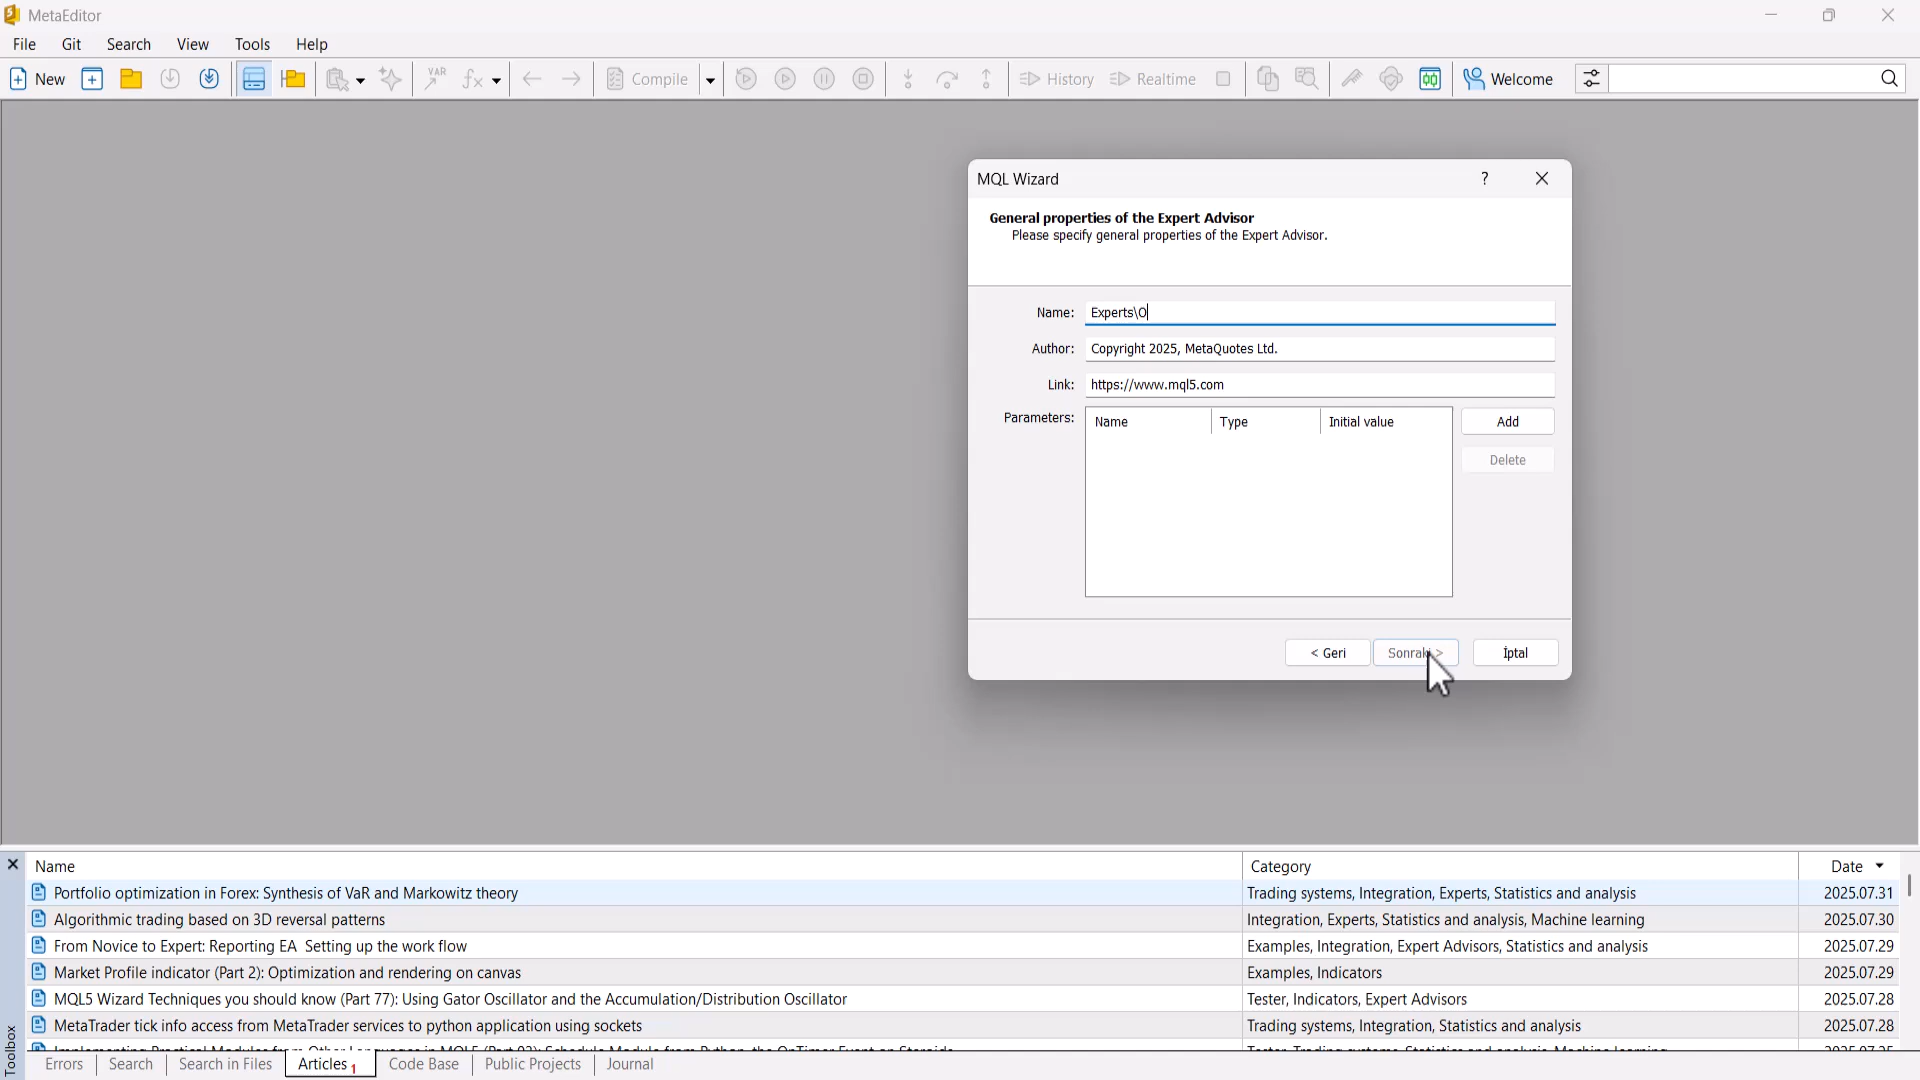 MetaEditor
File Git Search View Tools Help
New VAR fx Compile History Realtime Welcome
MQL Wizard ?
General properties of the Expert Advisor
Please specify general properties of the Expert Advisor.
Name: Experts\O
Author: Copyright 2025, MetaQuotes Ltd.
Link: https://www.mql5.com
Parameters: Name Type Initial value Add
Delete
< Geri Sonraki > İptal
Name Category Date
Portfolio optimization in Forex: Synthesis of VaR and Markowitz theory Trading systems, Integration, Experts, Statistics and analysis 2025.07.31
Algorithmic trading based on 3D reversal patterns Integration, Experts, Statistics and analysis, Machine learning 2025.07.30
From Novice to Expert: Reporting EA Setting up the work flow Examples, Integration, Expert Advisors, Statistics and analysis 2025.07.29
Market Profile indicator (Part 2): Optimization and rendering on canvas Examples, Indicators 2025.07.29
MQL5 Wizard Techniques you should know (Part 77): Using Gator Oscillator and the Accumulation/Distribution Oscillator Tester, Indicators, Expert Advisors 2025.07.28
MetaTrader tick info access from MetaTrader services to python application using sockets Trading systems, Integration, Statistics and analysis 2025.07.28
Toolbox
Errors Search Search in Files Articles 1 Code Base Public Projects Journal